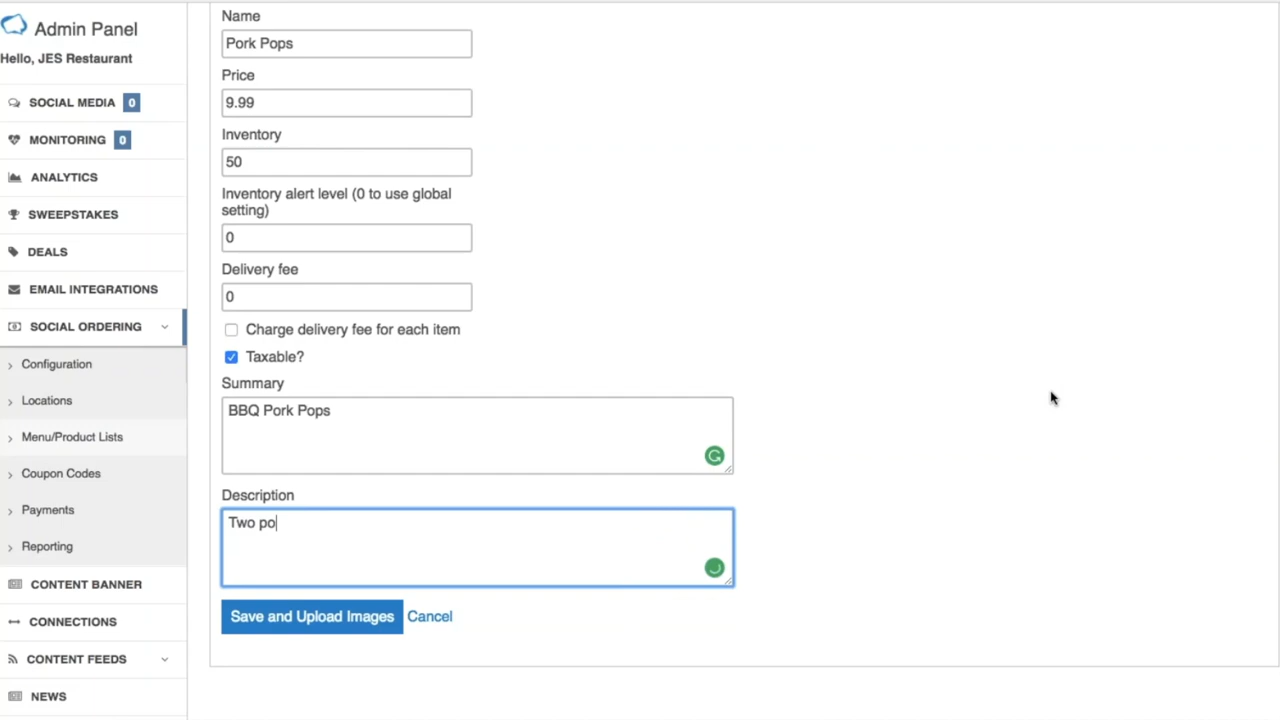 Admin Panel
Hello, JES Restaurant
SOCIAL MEDIA 0
MONITORING 0
ANALYTICS
SWEEPSTAKES
DEALS
EMAIL INTEGRATIONS
SOCIAL ORDERING
Configuration
Locations
Menu/Product Lists
Coupon Codes
Payments
Reporting
CONTENT BANNER
CONNECTIONS
CONTENT FEEDS
NEWS
Name
Pork Pops
Price
9.99
Inventory
50
Inventory alert level (0 to use global
setting)
0
Delivery fee
0
Charge delivery fee for each item
Taxable?
Summary
BBQ Pork Pops
Description
Two po
Save and Upload Images Cancel